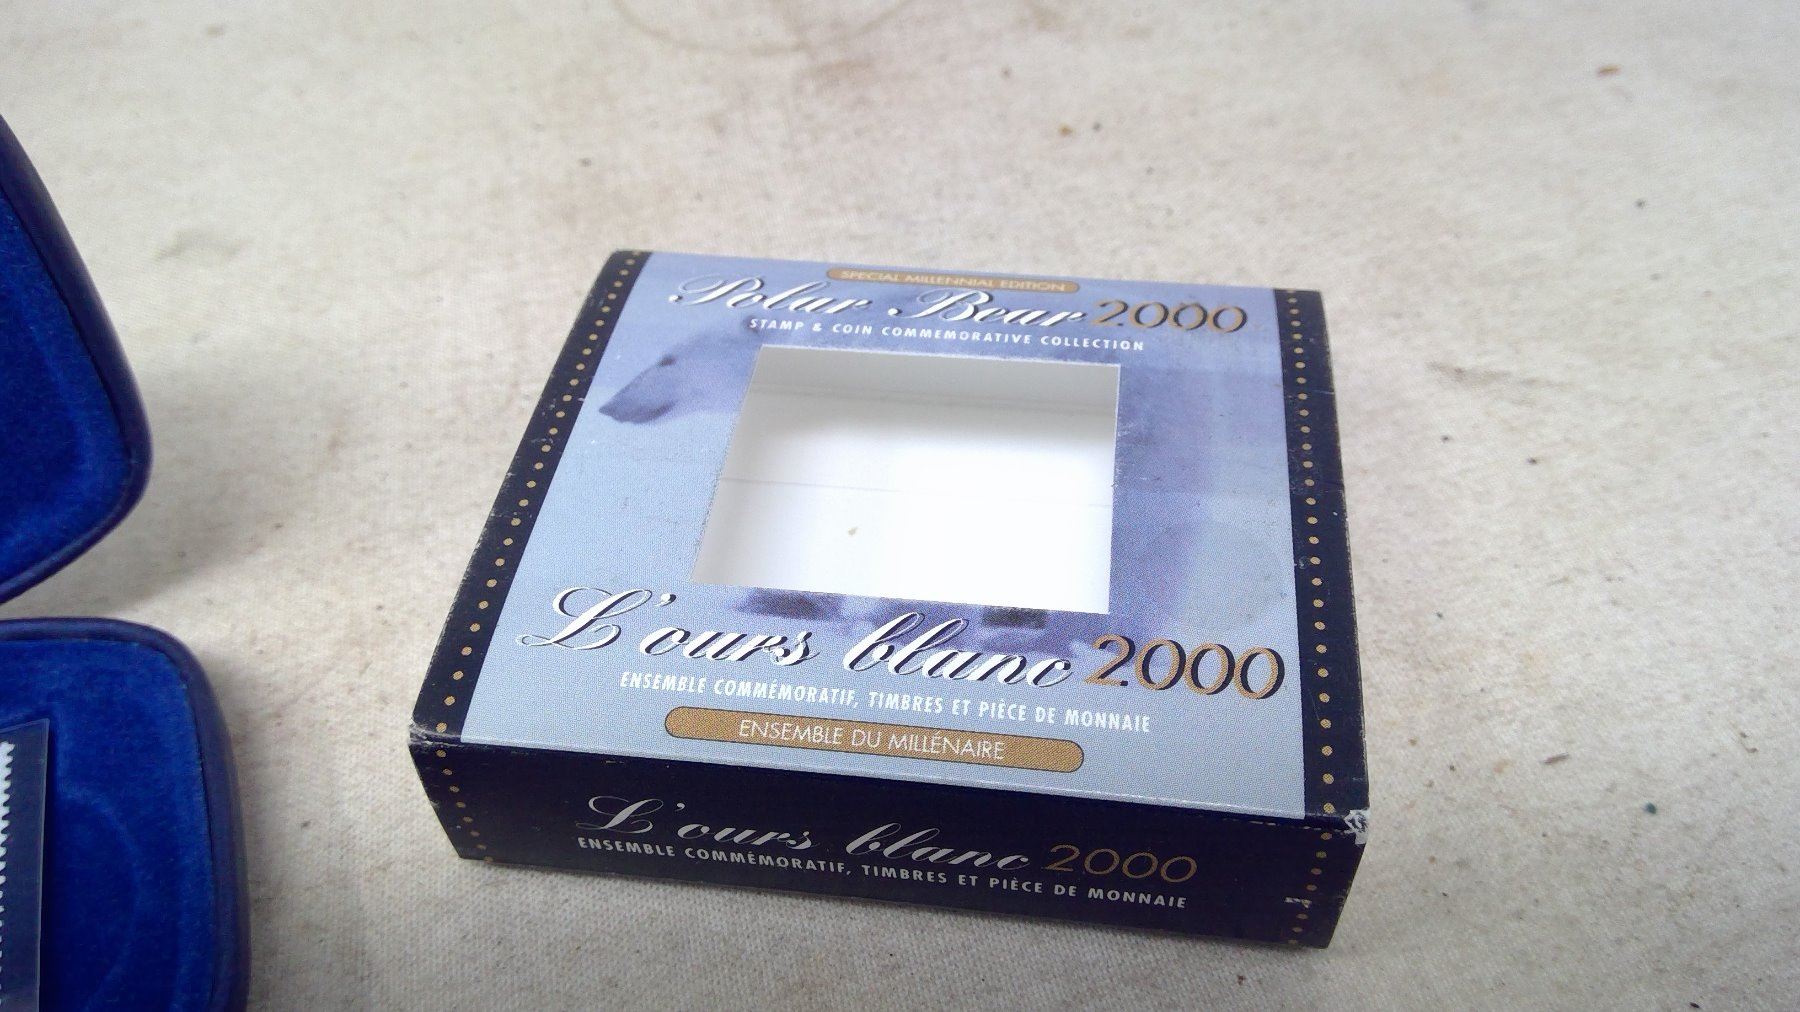 SPECIAL MILLENNIAL EDITION
Polar Bear 2000
STAMP & COIN COMMEMORATIVE COLLECTION
L'ours blanc 2000
ENSEMBLE COMMÉMORATIF, TIMBRES ET PIÈCE DE MONNAIE
ENSEMBLE DU MILLÉNAIRE
L'ours blanc 2000
ENSEMBLE COMMÉMORATIF, TIMBRES ET PIÈCE DE MONNAIE